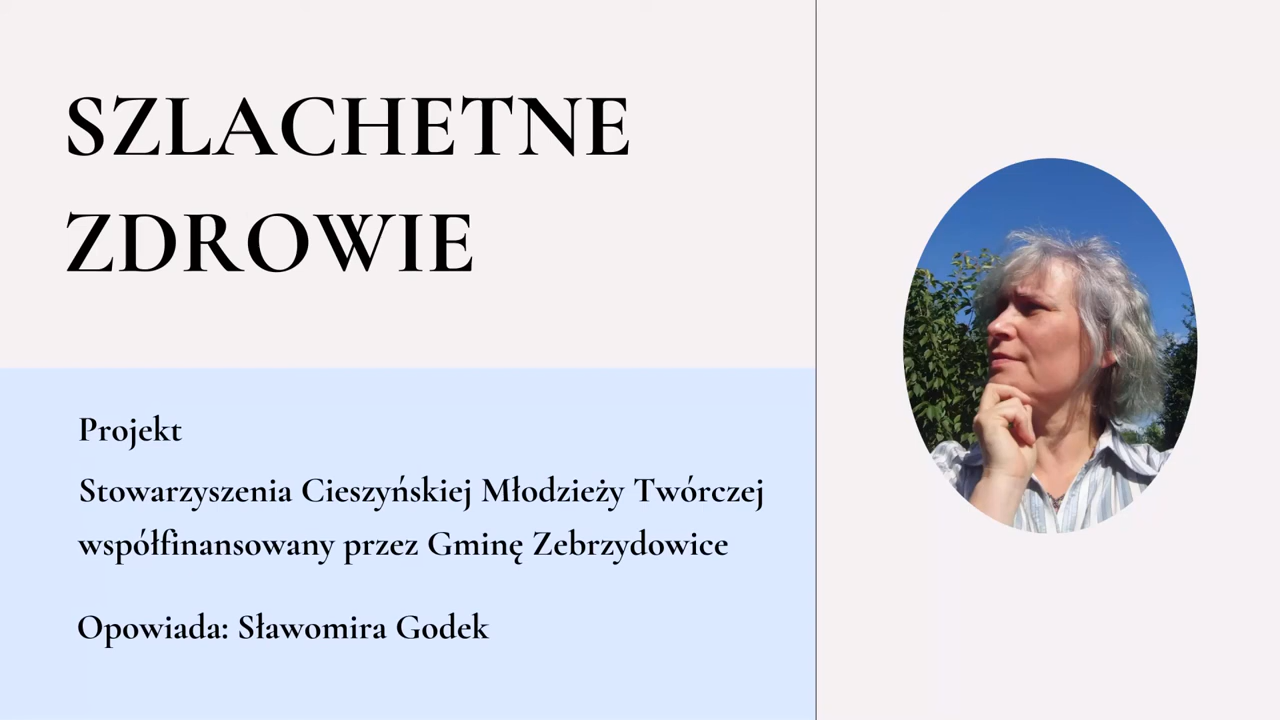 SZLACHETNE
ZDROWIE
Projekt
Stowarzyszenia Cieszyńskiej Młodzieży Twórczej
współfinansowany przez Gminę Zebrzydowice
Opowiada: Sławomira Godek